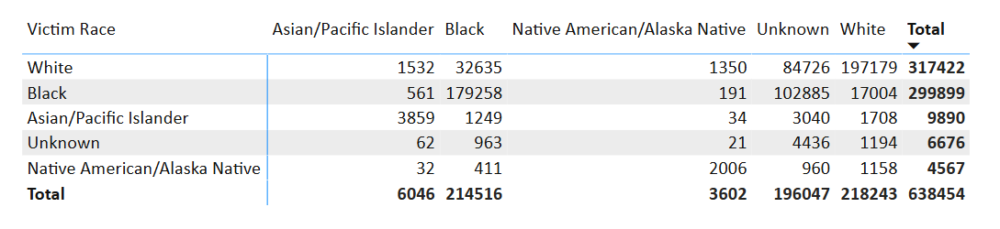 Victim Race Asian/Pacific Islander Black Native American/Alaska Native Unknown White Total
White 1532 32635 1350 84726 197179 317422
Black 561 179258 191 102885 17004 299899
Asian/Pacific Islander 3859 1249 34 3040 1708 9890
Unknown 62 963 21 4436 1194 6676
Native American/Alaska Native 32 411 2006 960 1158 4567
Total 6046 214516 3602 196047 218243 638454